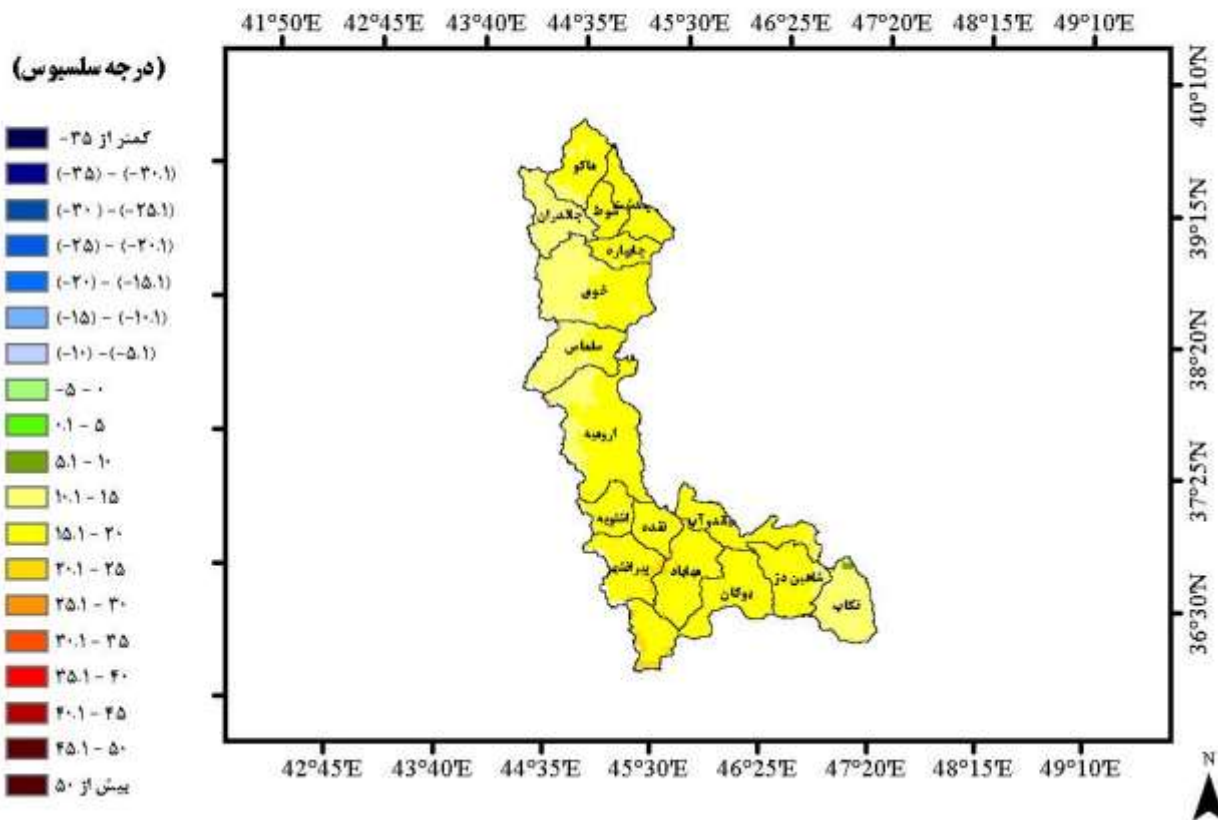 41°50'E 42°45'E 43°40'E 44°35'E 45°30'E 46°25'E 47°20'E 48°15'E 49°10'E
(درجه سلسیوس)
کمتر از ۳۵-
(-۳۵) - (-۳۰.۱)
(-۳۰) - (-۲۵.۱)
(-۲۵) - (-۲۰.۱)
(-۲۰) - (-۱۵.۱)
(-۱۵) - (-۱۰.۱)
(-۱۰) - (-۵.۱)
-۵ - ۰
۰.۱ - ۵
۵.۱ - ۱۰
۱۰.۱ - ۱۵
۱۵.۱ - ۲۰
۲۰.۱ - ۲۵
۲۵.۱ - ۳۰
۳۰.۱ - ۳۵
۳۵.۱ - ۴۰
۴۰.۱ - ۴۵
۴۵.۱ - ۵۰
بیش از ۵۰
ماکو
چالدران
شوط
چایپاره
خوی
سلماس
ارومیه
اشنویه
نقده
میاندوآب
پیرانشهر
مهاباد
بوکان
شاهین دژ
تکاب
40°10'N
39°15'N
38°20'N
37°25'N
36°30'N
42°45'E 43°40'E 44°35'E 45°30'E 46°25'E 47°20'E 48°15'E 49°10'E
N